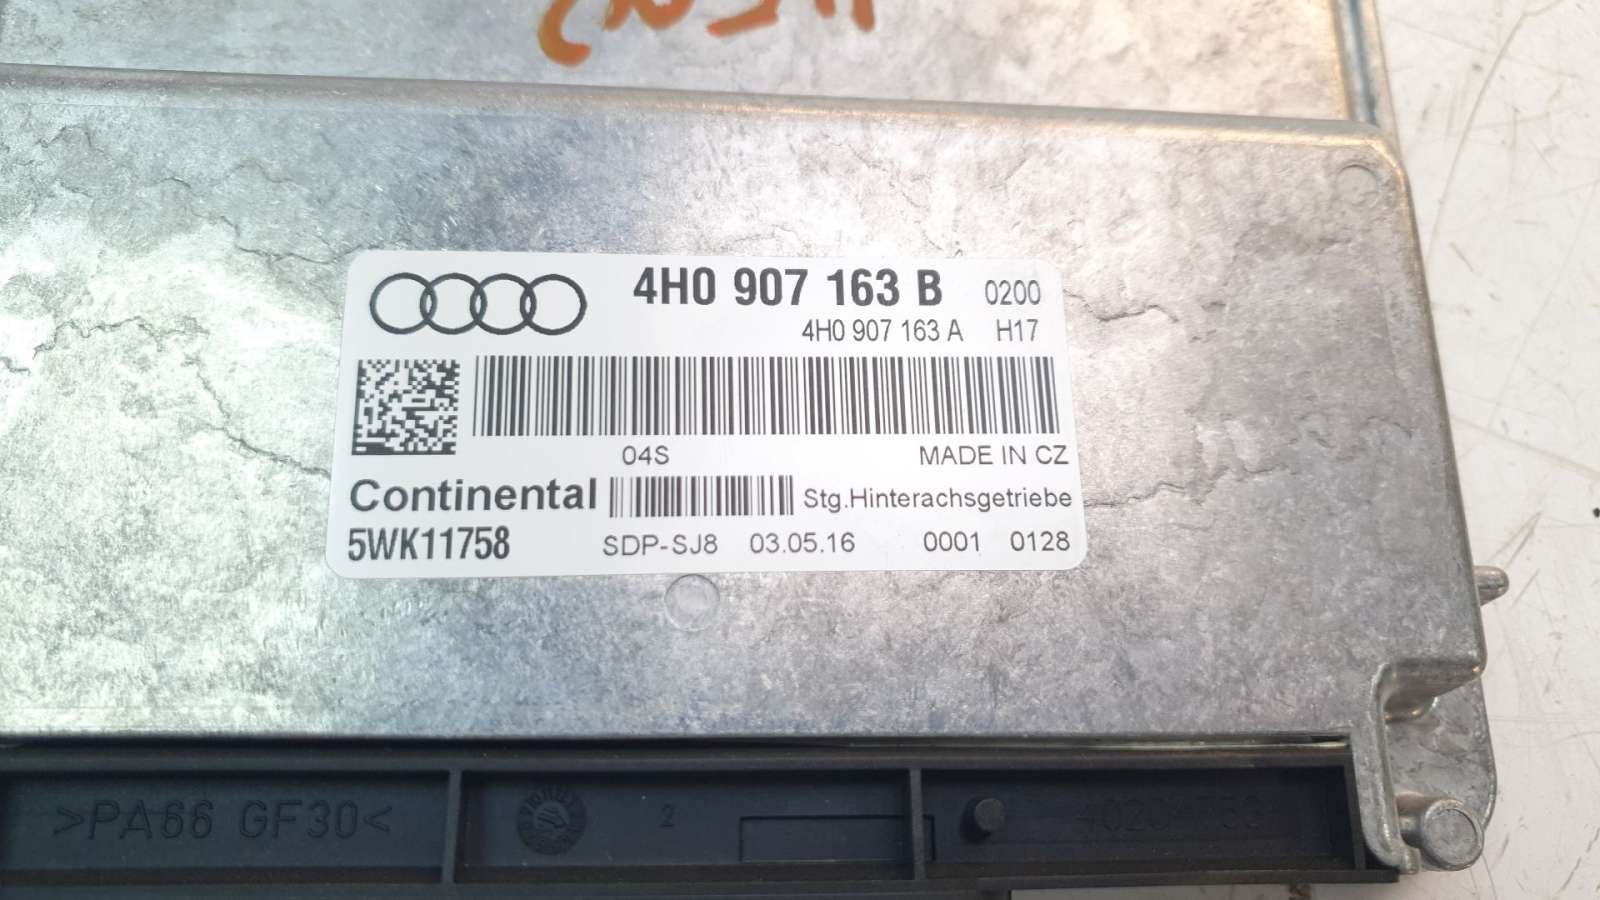 4H0 907 163 B 0200
4H0 907 163 A H17
04S MADE IN CZ
Continental Stg.Hinterachsgetriebe
5WK11758 SDP-SJ8 03.05.16 0001 0128
>PA66 GF30< 2